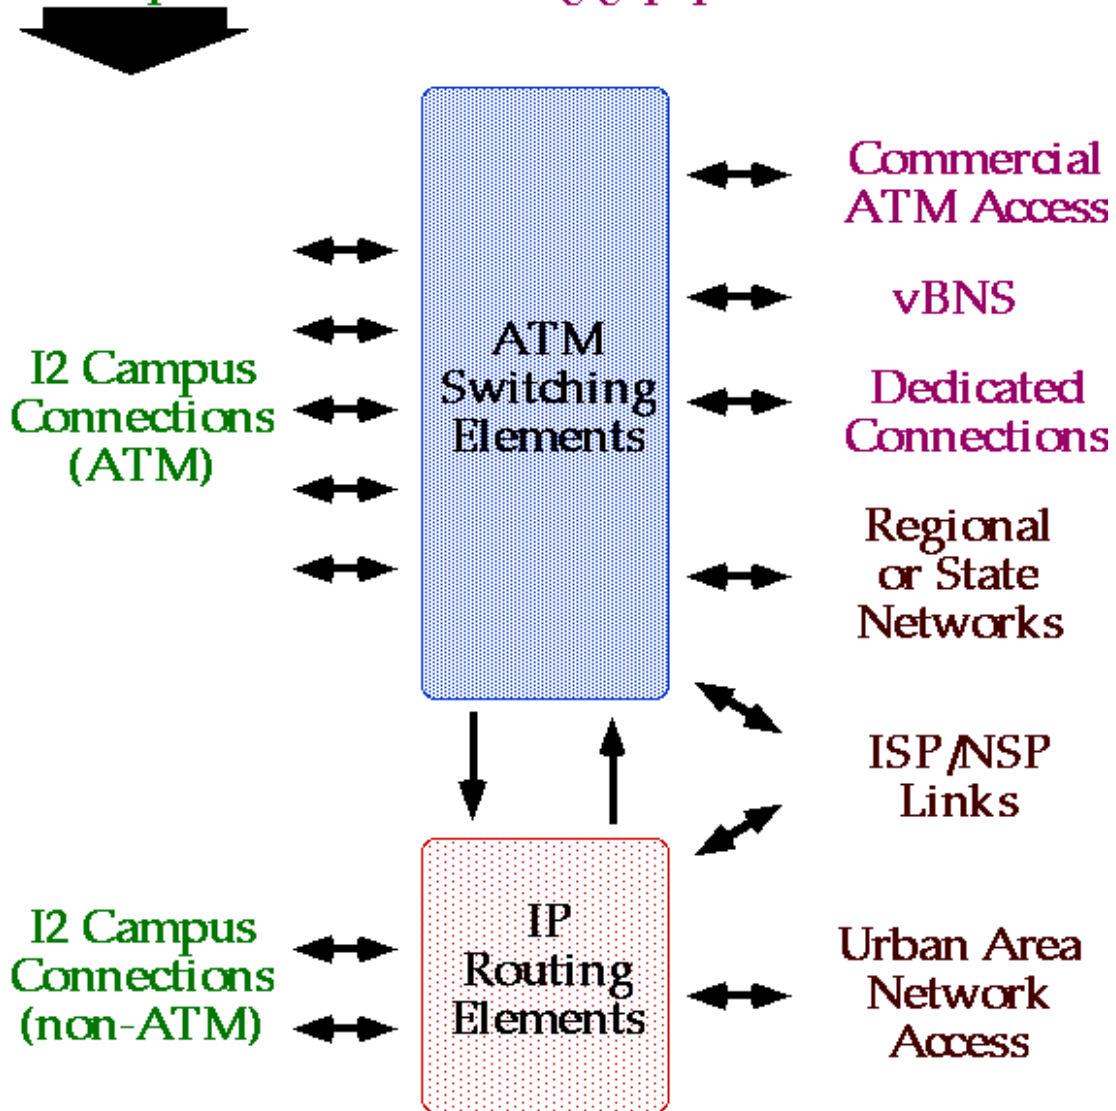 Commercial
ATM Access
vBNS
ATM
Switching
Elements
I2 Campus
Connections
(ATM)
Dedicated
Connections
Regional
or State
Networks
ISP/NSP
Links
I2 Campus
Connections
(non-ATM)
IP
Routing
Elements
Urban Area
Network
Access